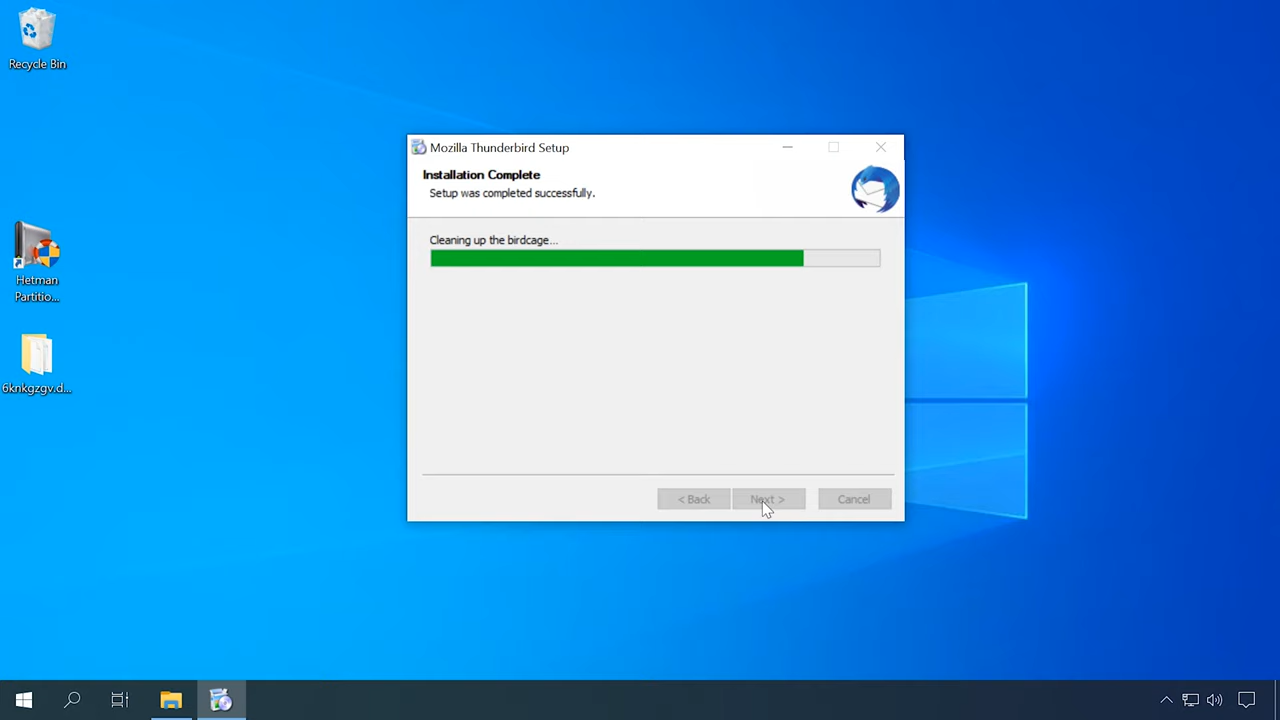 Recycle Bin
Hetman
Partitio...
6knkgzgv.d...
Mozilla Thunderbird Setup
Installation Complete
Setup was completed successfully.
Cleaning up the birdcage...
< Back
Next >
Cancel